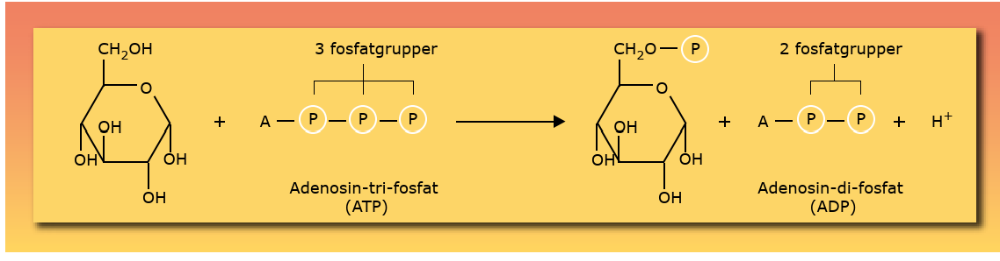 CH₂OH
3 fosfatgrupper
CH₂O P
2 fosfatgrupper
O
O
OH
+
A P P P
OH
+
A P P
+
H⁺
OH
OH
OH
OH
OH
OH
Adenosin-tri-fosfat
(ATP)
Adenosin-di-fosfat
(ADP)